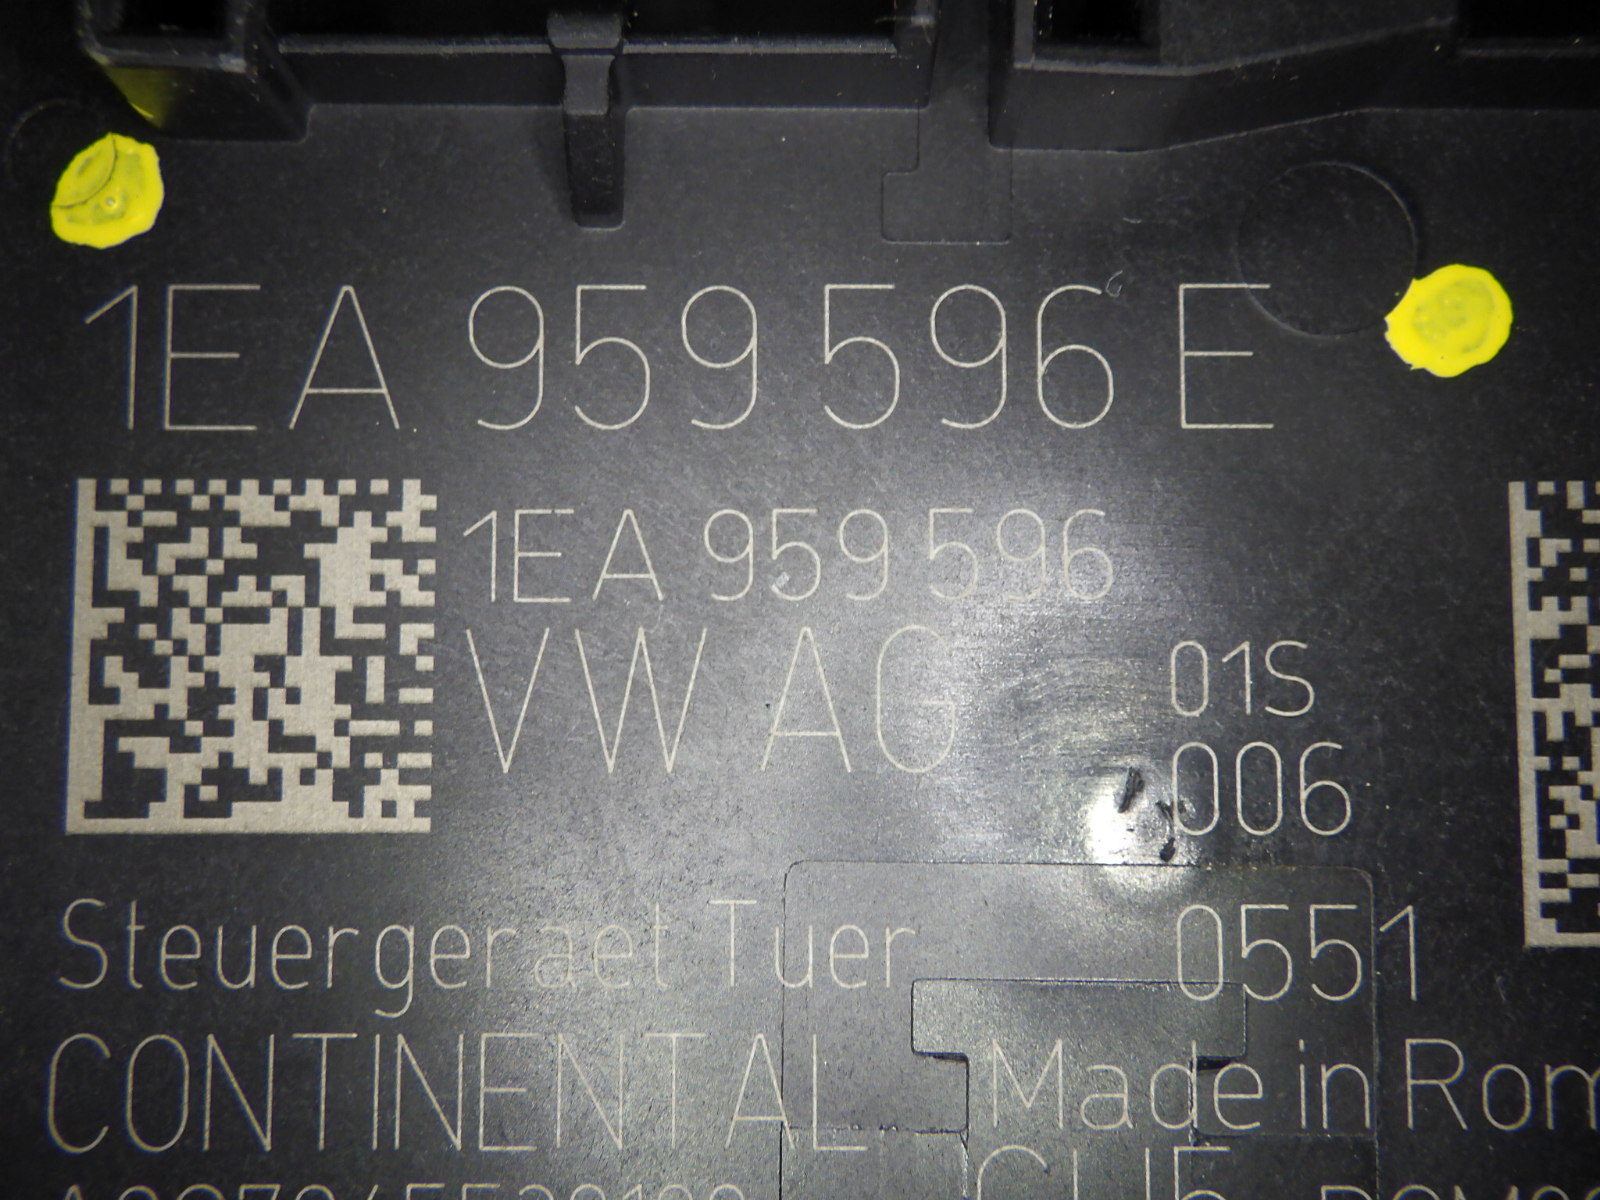 1EA 959 596 E
1EA 959 596
VW AG
01S
006
Steuergeraet Tuer 0551
CONTINENTAL Made in Rom